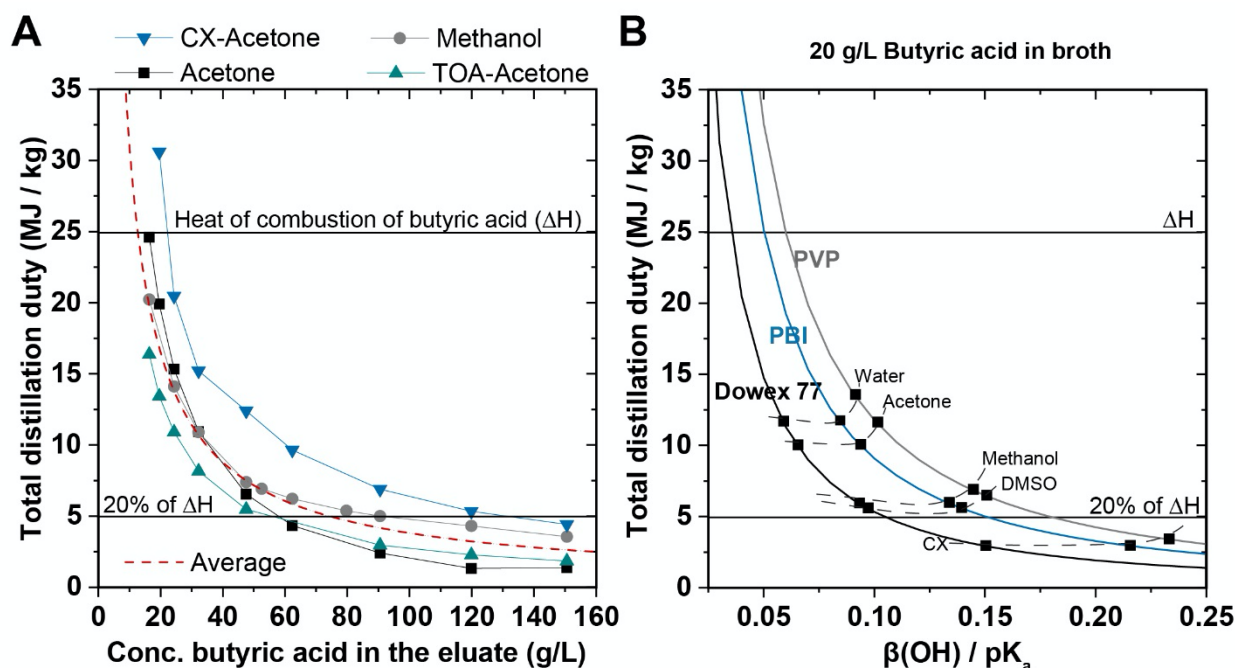 A
CX-Acetone
Methanol
Acetone
TOA-Acetone
35
30
25
20
15
10
5
0
Total distillation duty (MJ / kg)
Heat of combustion of butyric acid (ΔH)
20% of ΔH
Average
0 20 40 60 80 100 120 140 160
Conc. butyric acid in the eluate (g/L)
B
20 g/L Butyric acid in broth
35
30
25
20
15
10
5
0
Total distillation duty (MJ / kg)
ΔH
PVP
PBI
Dowex 77
Water
Acetone
Methanol
DMSO
20% of ΔH
CX
0.05 0.10 0.15 0.20 0.25
β(OH) / pKₐ